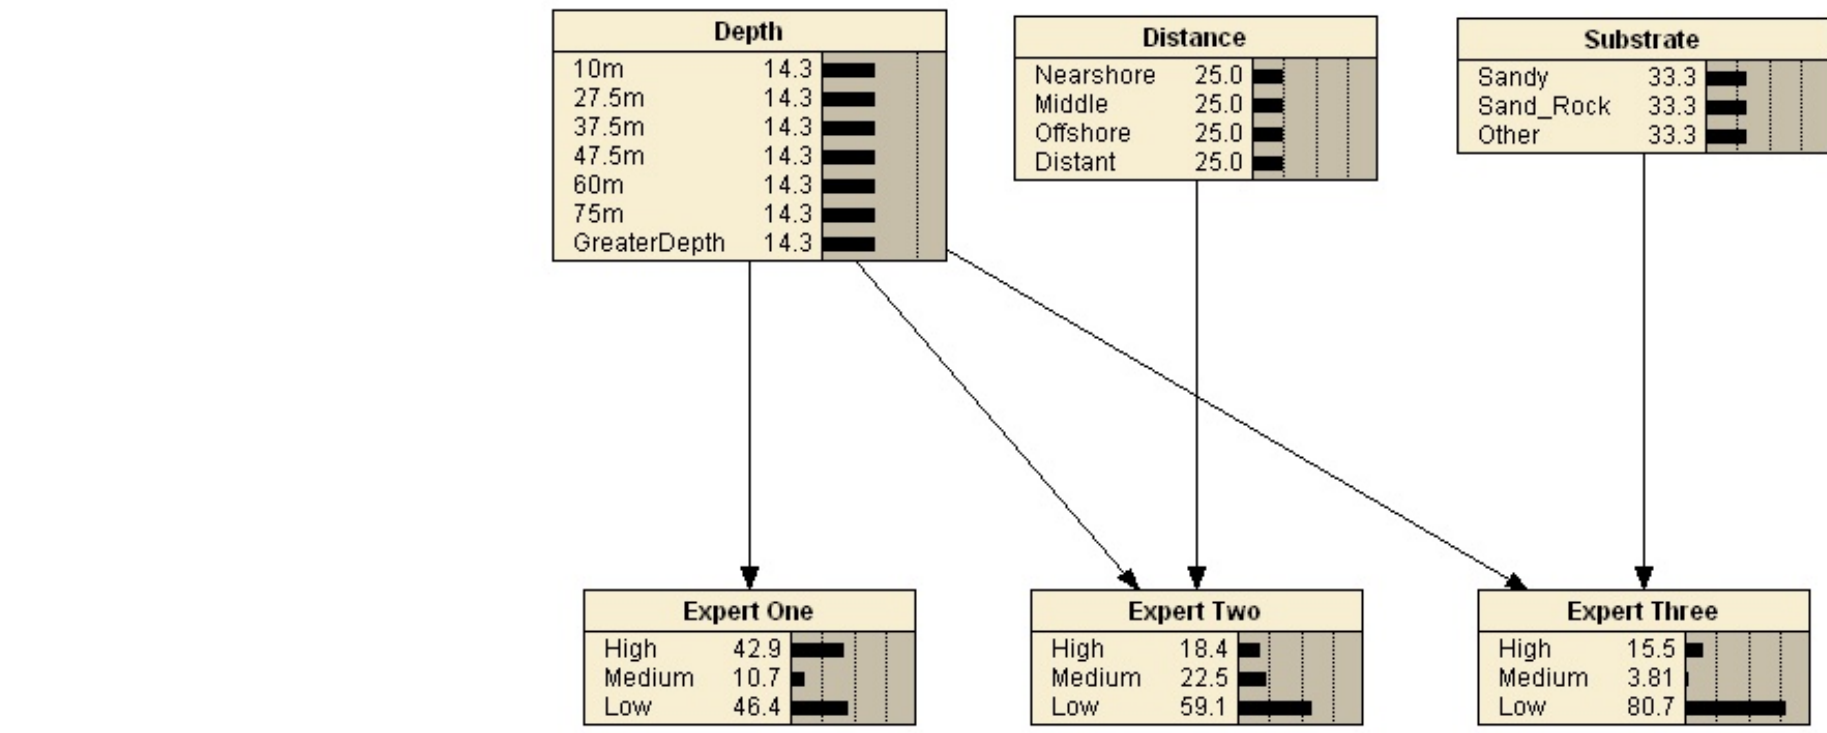 Depth
10m 14.3
27.5m 14.3
37.5m 14.3
47.5m 14.3
60m 14.3
75m 14.3
GreaterDepth 14.3
Distance
Nearshore 25.0
Middle 25.0
Offshore 25.0
Distant 25.0
Substrate
Sandy 33.3
Sand_Rock 33.3
Other 33.3
Expert One
High 42.9
Medium 10.7
Low 46.4
Expert Two
High 18.4
Medium 22.5
Low 59.1
Expert Three
High 15.5
Medium 3.81
Low 80.7